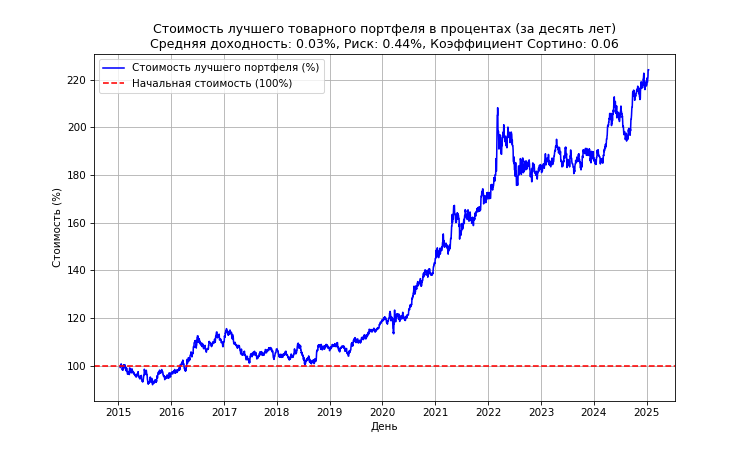 Стоимость лучшего товарного портфеля в процентах (за десять лет)
Средняя доходность: 0.03%, Риск: 0.44%, Коэффициент Сортино: 0.06
Стоимость лучшего портфеля (%)
Начальная стоимость (100%)
Стоимость (%)
220
200
180
160
140
120
100
2015 2016 2017 2018 2019 2020 2021 2022 2023 2024 2025
День